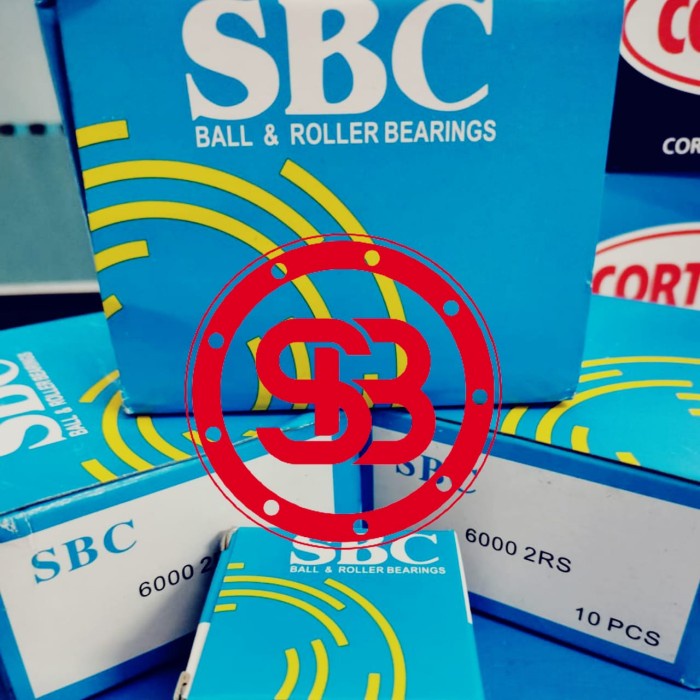 SBC
BALL & ROLLER BEARINGS
CORT
COR
SBC
BALL & ROLLER BEARINGS
SBC
6000 2
SBC
6000 2RS
10 PCS
SBC
BALL & ROLLER BEARINGS